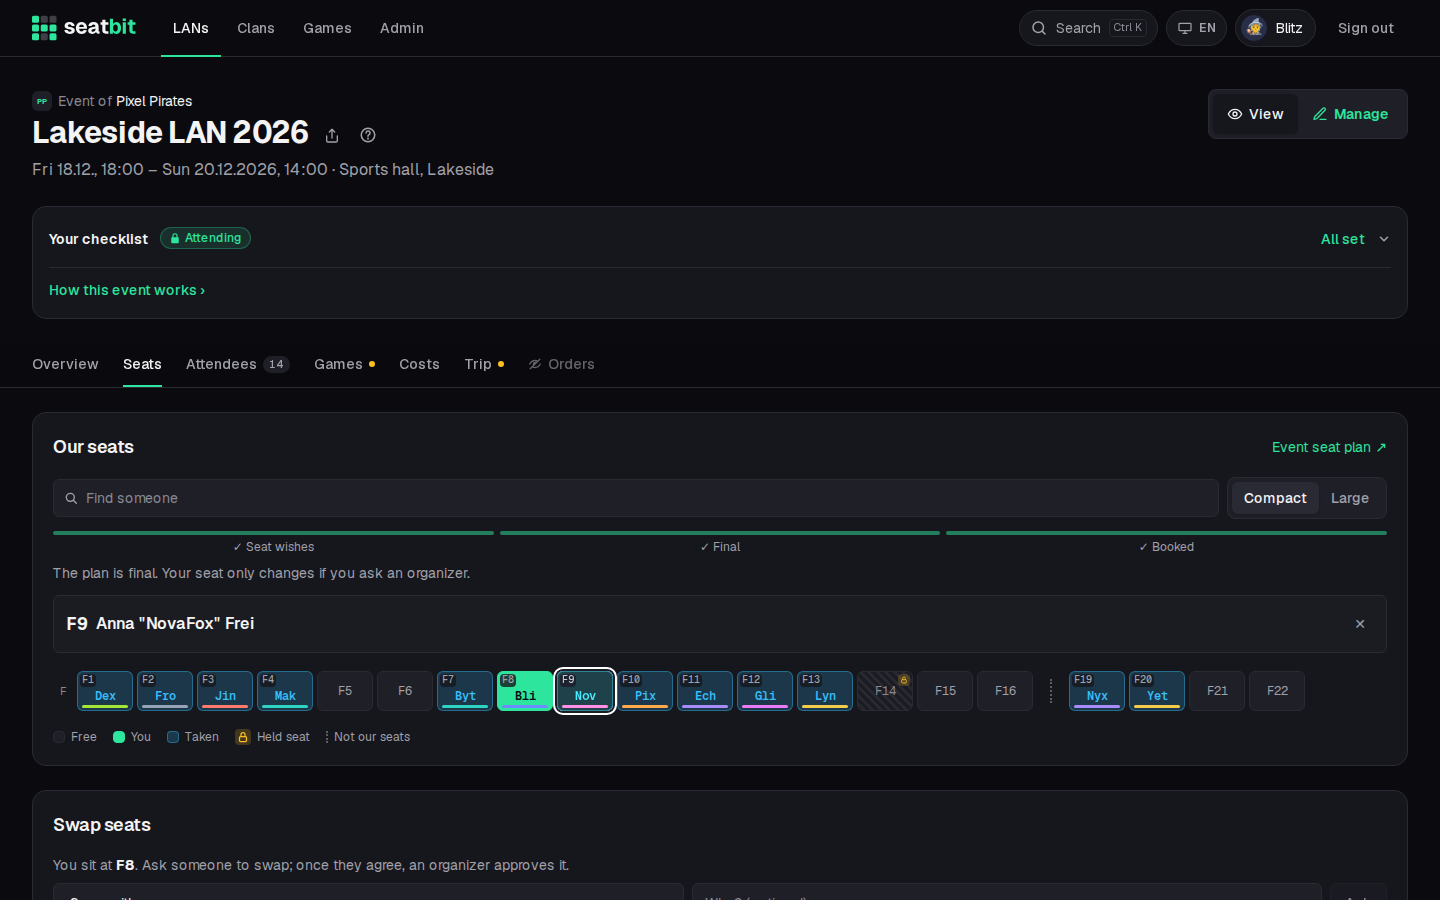 seatbit
LANs
Clans
Games
Admin
Search
Ctrl K
EN
Blitz
Sign out
PP
Event of Pixel Pirates
Lakeside LAN 2026
View
Manage
Fri 18.12., 18:00 – Sun 20.12.2026, 14:00 · Sports hall, Lakeside
Your checklist
Attending
All set
How this event works ›
Overview
Seats
Attendees 14
Games
Costs
Trip
Orders
Our seats
Event seat plan ↗
Find someone
Compact
Large
✓ Seat wishes
✓ Final
✓ Booked
The plan is final. Your seat only changes if you ask an organizer.
F9 Anna "NovaFox" Frei
✕
F
F1 Dex
F2 Fro
F3 Jin
F4 Mak
F5
F6
F7 Byt
F8 Bli
F9 Nov
F10 Pix
F11 Ech
F12 Gli
F13 Lyn
F14
F15
F16
F19 Nyx
F20 Yet
F21
F22
Free
You
Taken
Held seat
Not our seats
Swap seats
You sit at F8. Ask someone to swap; once they agree, an organizer approves it.